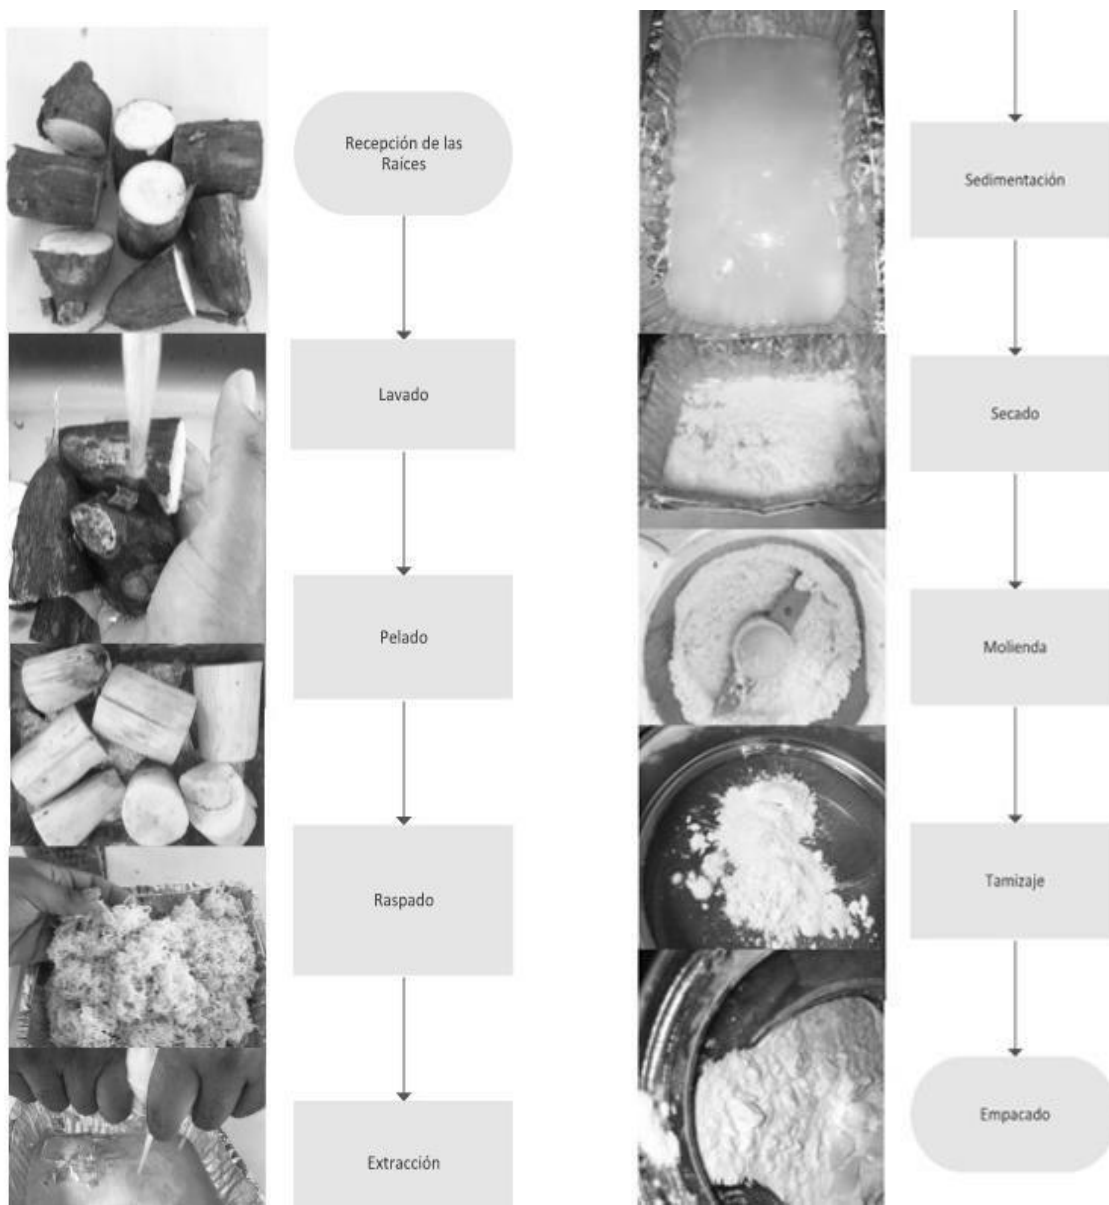 Recepción de las
Raíces
Lavado
Pelado
Raspado
Extracción
Sedimentación
Secado
Molienda
Tamizaje
Empacado